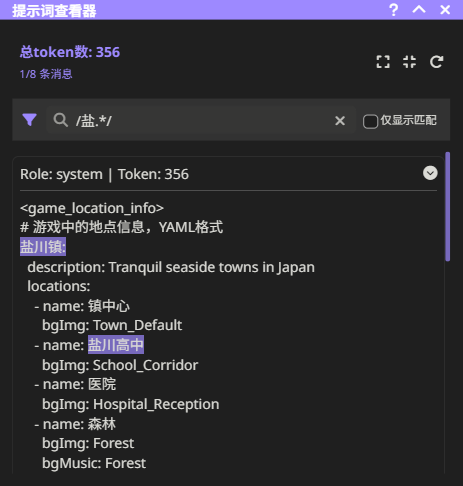 提示词查看器
总token数: 356
1/8 条消息
/盐.*/
仅显示匹配
Role: system | Token: 356
<game_location_info>
# 游戏中的地点信息，YAML格式
盐川镇:
description: Tranquil seaside towns in Japan
locations:
- name: 镇中心
bgImg: Town_Default
- name: 盐川高中
bgImg: School_Corridor
- name: 医院
bgImg: Hospital_Reception
- name: 森林
bgImg: Forest
bgMusic: Forest